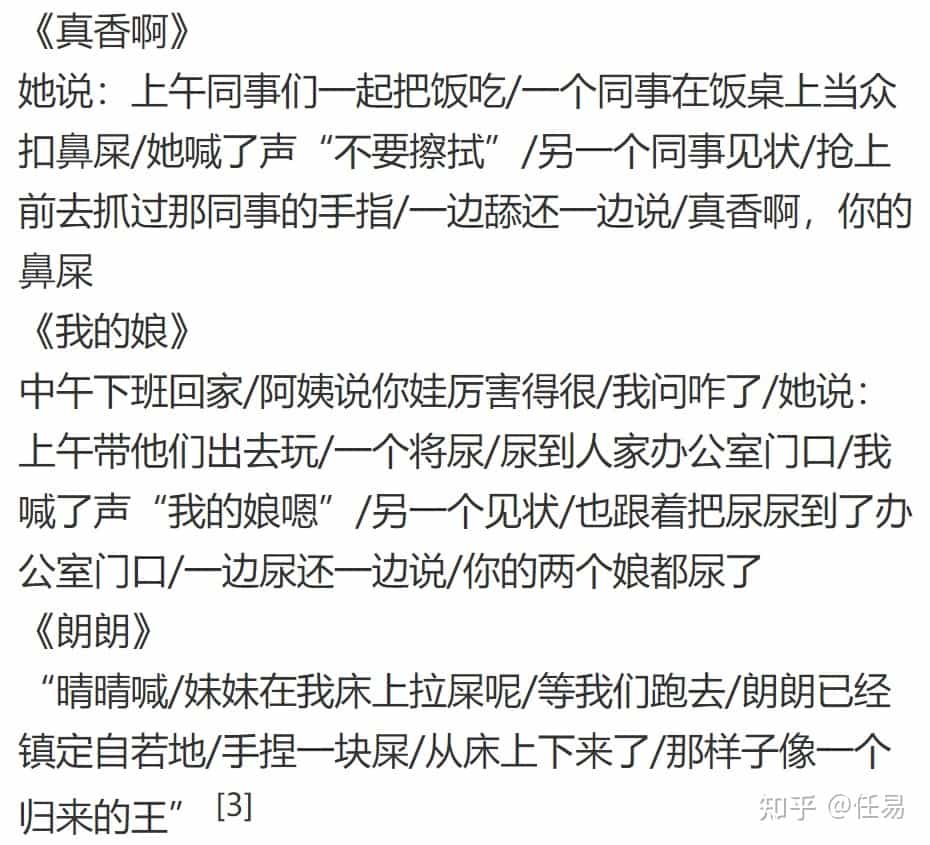 《真香啊》
她说：上午同事们一起把饭吃/一个同事在饭桌上当众
扣鼻屎/她喊了声“不要擦拭”/另一个同事见状/抢上
前去抓过那同事的手指/一边舔还一边说/真香啊，你的
鼻屎
《我的娘》
中午下班回家/阿姨说你娃厉害得很/我问咋了/她说：
上午带他们出去玩/一个将尿/尿到人家办公室门口/我
喊了声“我的娘嗯”/另一个见状/也跟着把尿尿到了办
公室门口/一边尿还一边说/你的两个娘都尿了
《朗朗》
“晴晴喊/妹妹在我床上拉屎呢/等我们跑去/朗朗已经
镇定自若地/手捏一块屎/从床上下来了/那样子像一个
归来的王” [3]
知乎 @任易